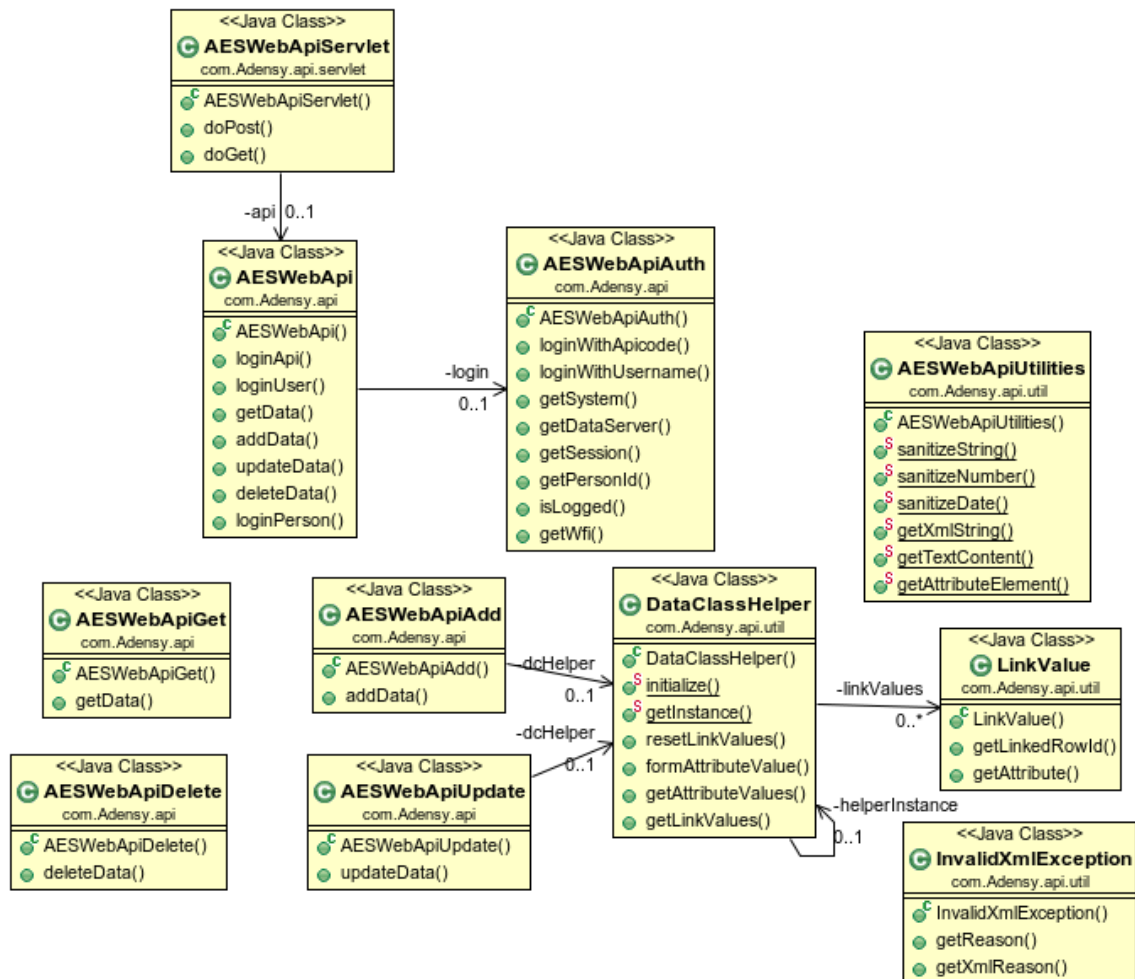 <<Java Class>>
AESWebApiServlet
com.Adensy.api.servlet
AESWebApiServlet()
doPost()
doGet()
-api 0..1
<<Java Class>>
AESWebApi
com.Adensy.api
AESWebApi()
loginApi()
loginUser()
getData()
addData()
updateData()
deleteData()
loginPerson()
-login
0..1
<<Java Class>>
AESWebApiAuth
com.Adensy.api
AESWebApiAuth()
loginWithApicode()
loginWithUsername()
getSystem()
getDataServer()
getSession()
getPersonId()
isLogged()
getWfi()
<<Java Class>>
AESWebApiUtilities
com.Adensy.api.util
AESWebApiUtilities()
sanitizeString()
sanitizeNumber()
sanitizeDate()
getXmlString()
getTextContent()
getAttributeElement()
<<Java Class>>
AESWebApiGet
com.Adensy.api
AESWebApiGet()
getData()
<<Java Class>>
AESWebApiAdd
com.Adensy.api
AESWebApiAdd()
addData()
-dcHelper
0..1
<<Java Class>>
DataClassHelper
com.Adensy.api.util
DataClassHelper()
initialize()
getInstance()
resetLinkValues()
formAttributeValue()
getAttributeValues()
getLinkValues()
-linkValues
0..*
<<Java Class>>
LinkValue
com.Adensy.api.util
LinkValue()
getLinkedRowId()
getAttribute()
<<Java Class>>
AESWebApiDelete
com.Adensy.api
AESWebApiDelete()
deleteData()
<<Java Class>>
AESWebApiUpdate
com.Adensy.api
AESWebApiUpdate()
updateData()
-dcHelper
0..1
-helperInstance
0..1
<<Java Class>>
InvalidXmlException
com.Adensy.api.util
InvalidXmlException()
getReason()
getXmlReason()